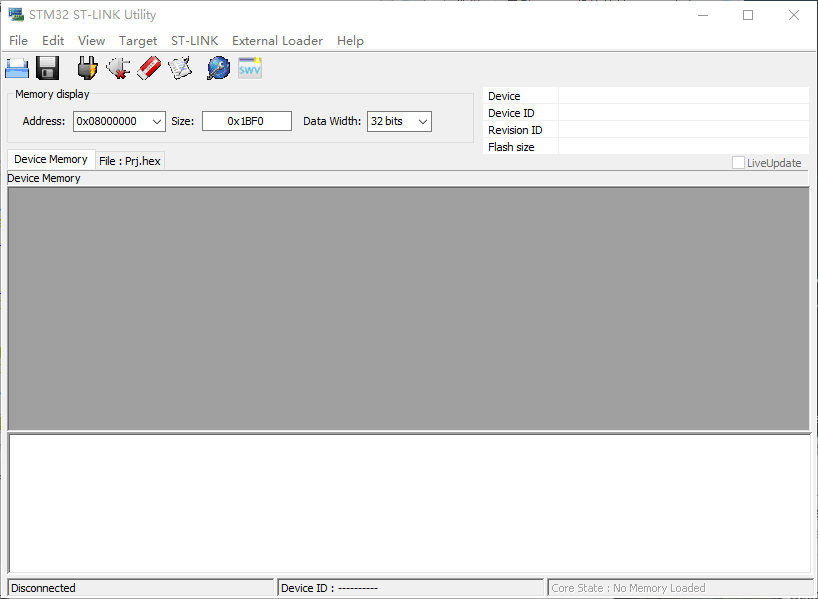 STM32 ST-LINK Utility
File Edit View Target ST-LINK External Loader Help
SWV
Memory display
Address: 0x08000000 Size: 0x1BF0 Data Width: 32 bits
Device
Device ID
Revision ID
Flash size
LiveUpdate
Device Memory File : Prj.hex
Device Memory
Disconnected Device ID : ---------- Core State : No Memory Loaded